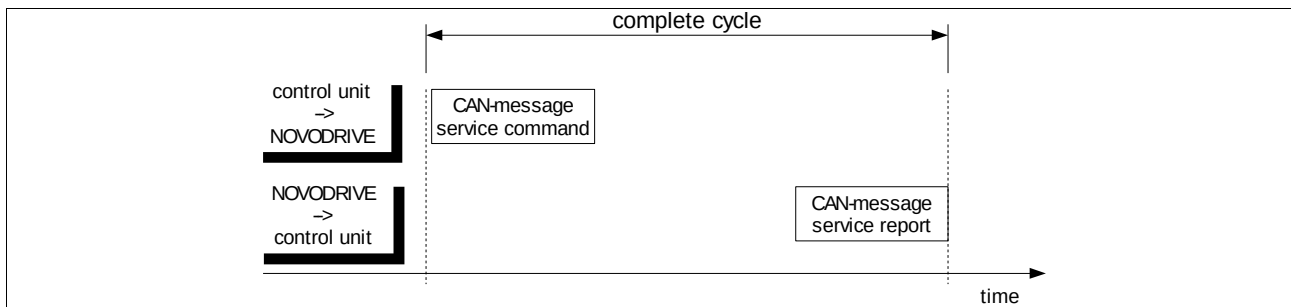 complete cycle
control unit
–>
NOVODRIVE
CAN-message
service command
NOVODRIVE
–>
control unit
CAN-message
service report
time